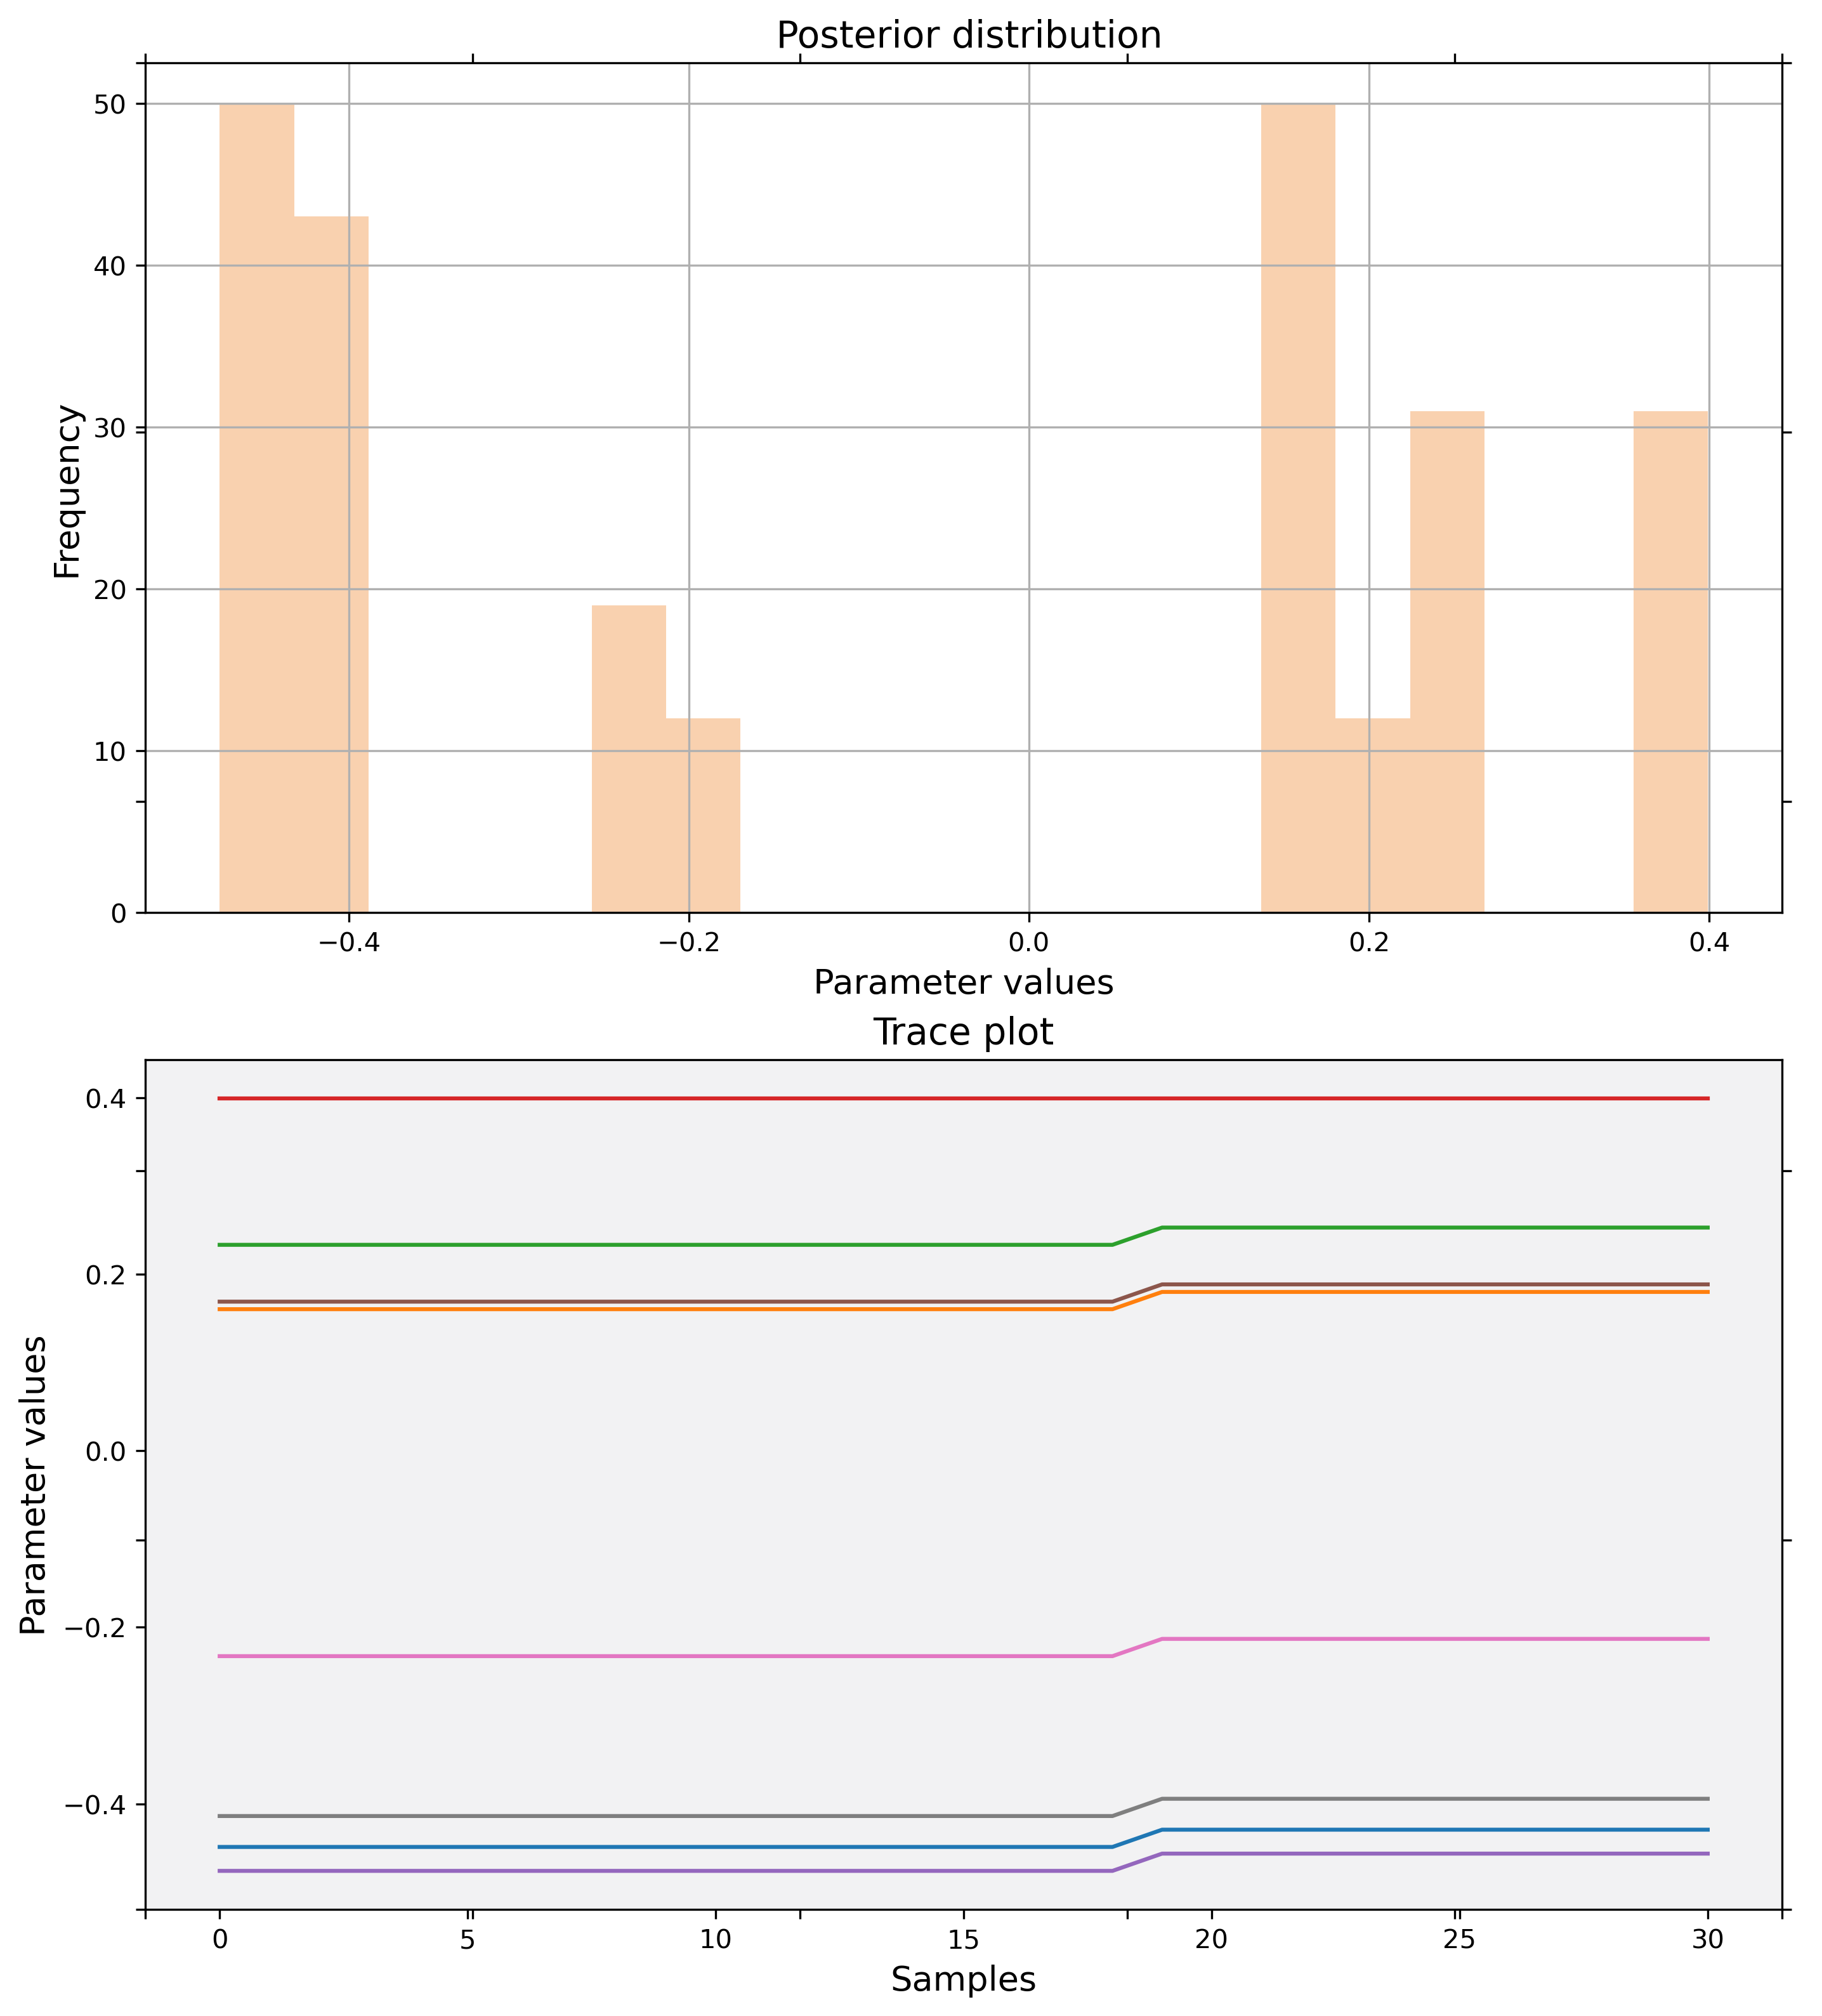 Posterior distribution
50
40
30
20
10
0
Frequency
−0.4 −0.2 0.0 0.2 0.4
Parameter values
Trace plot
0.4
0.2
0.0
−0.2
−0.4
Parameter values
0 5 10 15 20 25 30
Samples